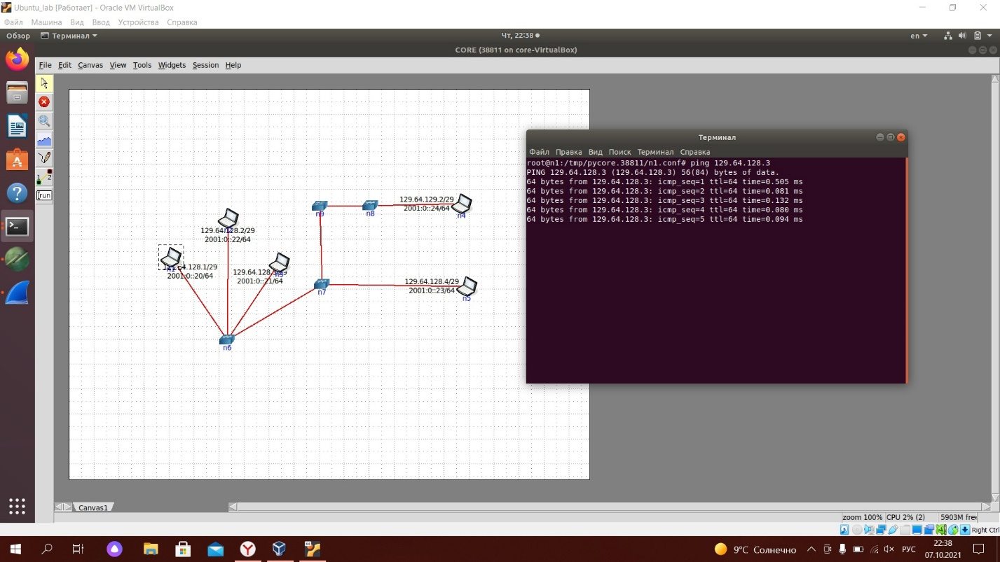 Ubuntu_lab [Работает] - Oracle VM VirtualBox
Файл Машина Вид Ввод Устройства Справка
Обзор Терминал Чт, 22:38 en
CORE (38811 on core-VirtualBox)
File Edit Canvas View Tools Widgets Session Help
Терминал
Файл Правка Вид Поиск Терминал Справка
root@n1:/tmp/pycore.38811/n1.conf# ping 129.64.128.3
PING 129.64.128.3 (129.64.128.3) 56(84) bytes of data.
64 bytes from 129.64.128.3: icmp_seq=1 ttl=64 time=0.505 ms
64 bytes from 129.64.128.3: icmp_seq=2 ttl=64 time=0.081 ms
64 bytes from 129.64.128.3: icmp_seq=3 ttl=64 time=0.132 ms
64 bytes from 129.64.128.3: icmp_seq=4 ttl=64 time=0.080 ms
64 bytes from 129.64.128.3: icmp_seq=5 ttl=64 time=0.094 ms
1 2
run
129.64.129.2/29
2001:0::24/64
n4
n9
n8
129.64.128.2/29
2001:0::22/64
2001:0::20/64
2001:0::21/64
n7
129.64.128.4/29
2001:0::23/64
n5
n6
Canvas1
zoom 100% CPU 2% (2) 5903M free
Right Ctrl
9°C Солнечно РУС 22:38
07.10.2021